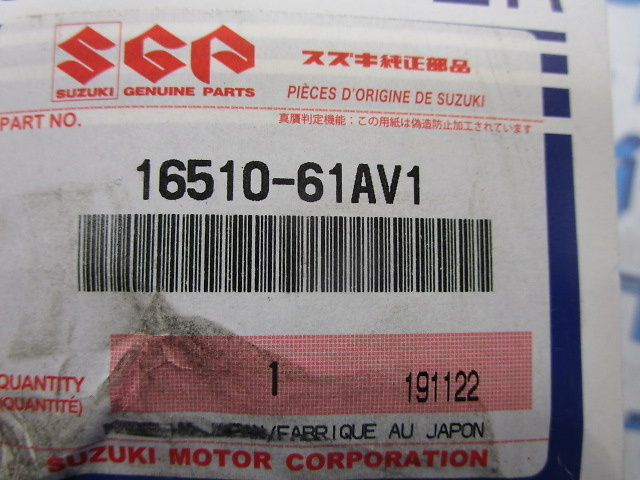 SGP スズキ純正部品
SUZUKI GENUINE PARTS PIÈCES D'ORIGINE DE SUZUKI
PART NO. 真贋判定機能：この用紙は偽造防止加工されています
16510-61AV1
QUANTITY 1 191122
(QUANTITÉ)
JAPAN/FABRIQUE AU JAPON
SUZUKI MOTOR CORPORATION